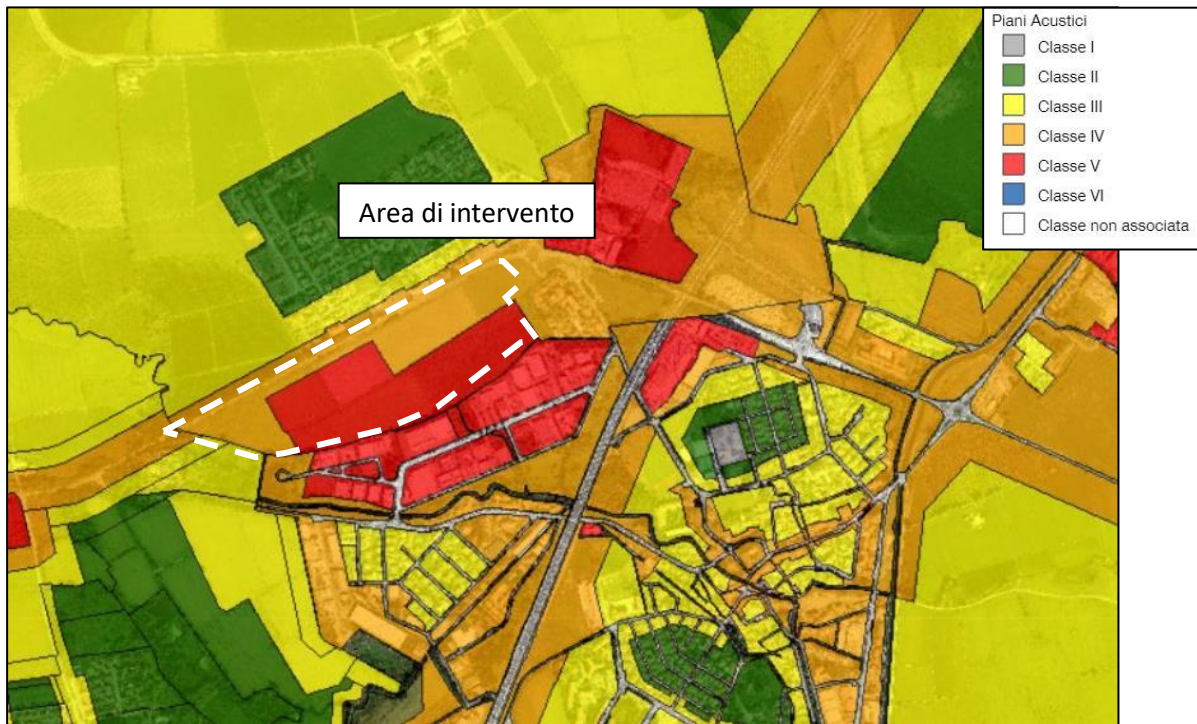 Piani Acustici
Classe I
Classe II
Classe III
Classe IV
Classe V
Classe VI
Classe non associata
Area di intervento